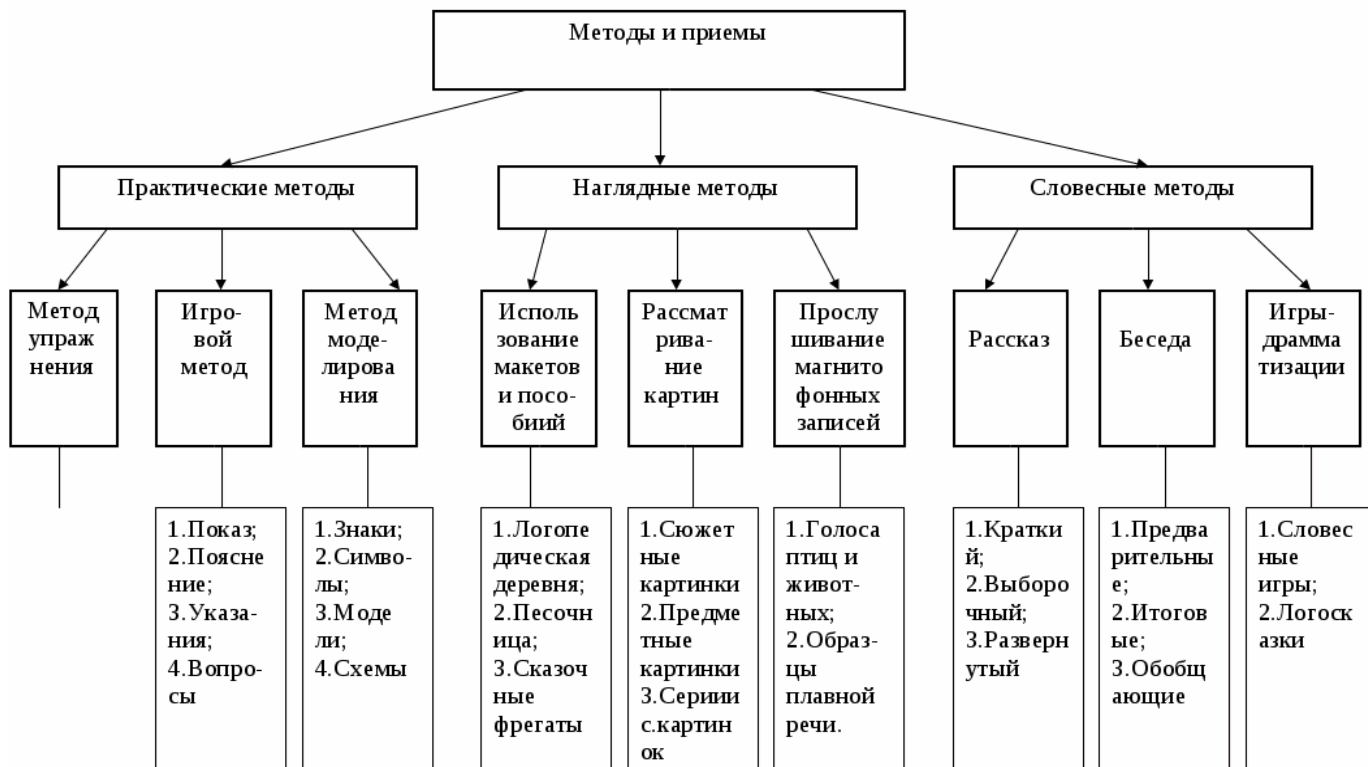 Методы и приемы
Практические методы
Наглядные методы
Словесные методы
Метод
упраж
нения
Игро-
вой
метод
Метод
моде-
лирова
ния
Исполь
зование
макетов
и посо-
биий
Рассмат
рива-
ние
картин
Прослу
шивание
магнито
фонных
записей
Рассказ
Беседа
Игры-
драмма
тизации
1.Показ;
2.Поясне
ние;
3.Указа-
ния;
4.Вопро-
сы
1.Знаки;
2.Симво-
лы;
3.Моде
ли;
4.Схемы
1.Логопе
дическая
деревня;
2.Песоч
ница;
3.Сказоч
ные
фрегаты
1.Сюжет
ные
картинки
2.Предме
тные
картинки
3.Сериии
с.картин
ок
1.Голоса
птиц и
живот-
ных;
2.Образ-
цы
плавной
речи.
1.Кратки
й;
2.Выборо
чный;
3.Разверн
утый
1.Предв
арительны
е;
2.Итогов
ые;
3.Обобщ
ающие
1.Словес
ные
игры;
2.Логоск
азки